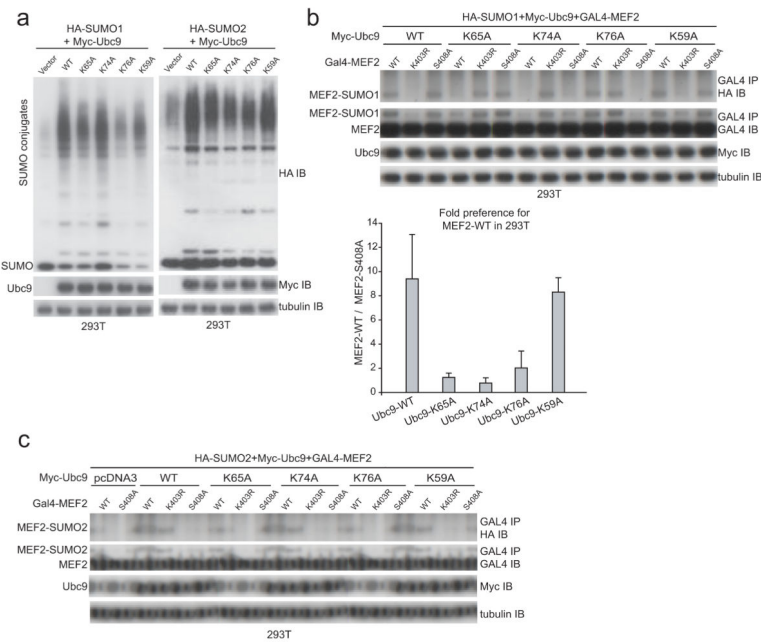 a
HA-SUMO1
+ Myc-Ubc9
HA-SUMO2
+ Myc-Ubc9
Vector WT K65A K74A K76A K59A
Vector WT K65A K74A K76A K59A
SUMO conjugates
HA IB
SUMO
Ubc9
Myc IB
tubulin IB
293T
293T
b
HA-SUMO1+Myc-Ubc9+GAL4-MEF2
Myc-Ubc9 WT K65A K74A K76A K59A
Gal4-MEF2 WT K403R S408A WT K403R S408A WT K403R S408A WT K403R S408A WT K403R S408A
GAL4 IP
MEF2-SUMO1 HA IB
MEF2-SUMO1 GAL4 IP
MEF2 GAL4 IB
Ubc9 Myc IB
tubulin IB
293T
Fold preference for
MEF2-WT in 293T
MEF2-WT / MEF2-S408A
14
12
10
8
6
4
2
0
Ubc9-WT Ubc9-K65A Ubc9-K74A Ubc9-K76A Ubc9-K59A
c
HA-SUMO2+Myc-Ubc9+GAL4-MEF2
Myc-Ubc9 pcDNA3 WT K65A K74A K76A K59A
Gal4-MEF2 WT S408A WT K403R S408A WT K403R S408A WT K403R S408A WT K403R S408A WT K403R S408A
MEF2-SUMO2 GAL4 IP
HA IB
MEF2-SUMO2 GAL4 IP
MEF2 GAL4 IB
Ubc9 Myc IB
tubulin IB
293T